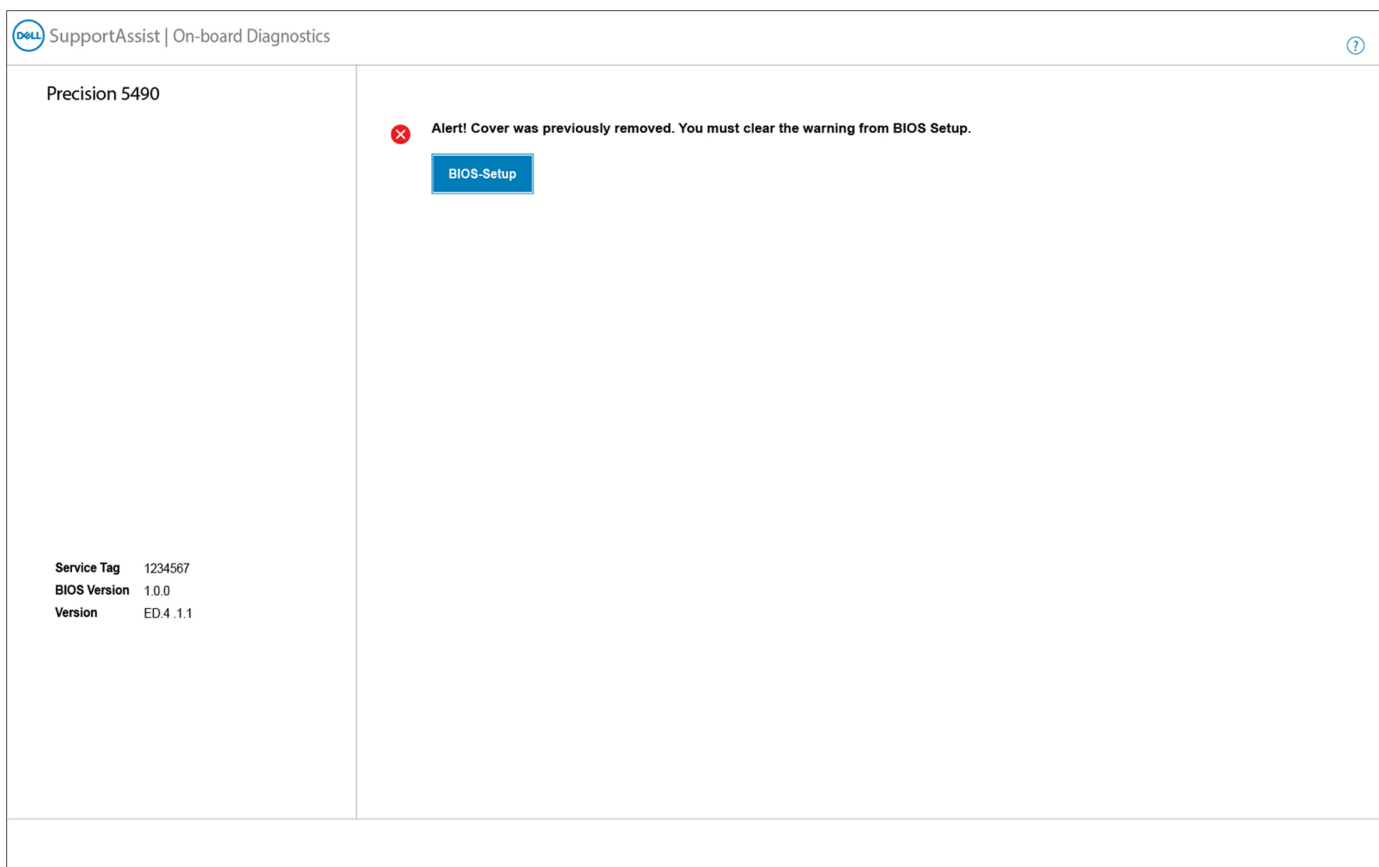 DELL SupportAssist | On-board Diagnostics
?
Precision 5490
Alert! Cover was previously removed. You must clear the warning from BIOS Setup.
BIOS-Setup
Service Tag 1234567
BIOS Version 1.0.0
Version ED.4 .1.1